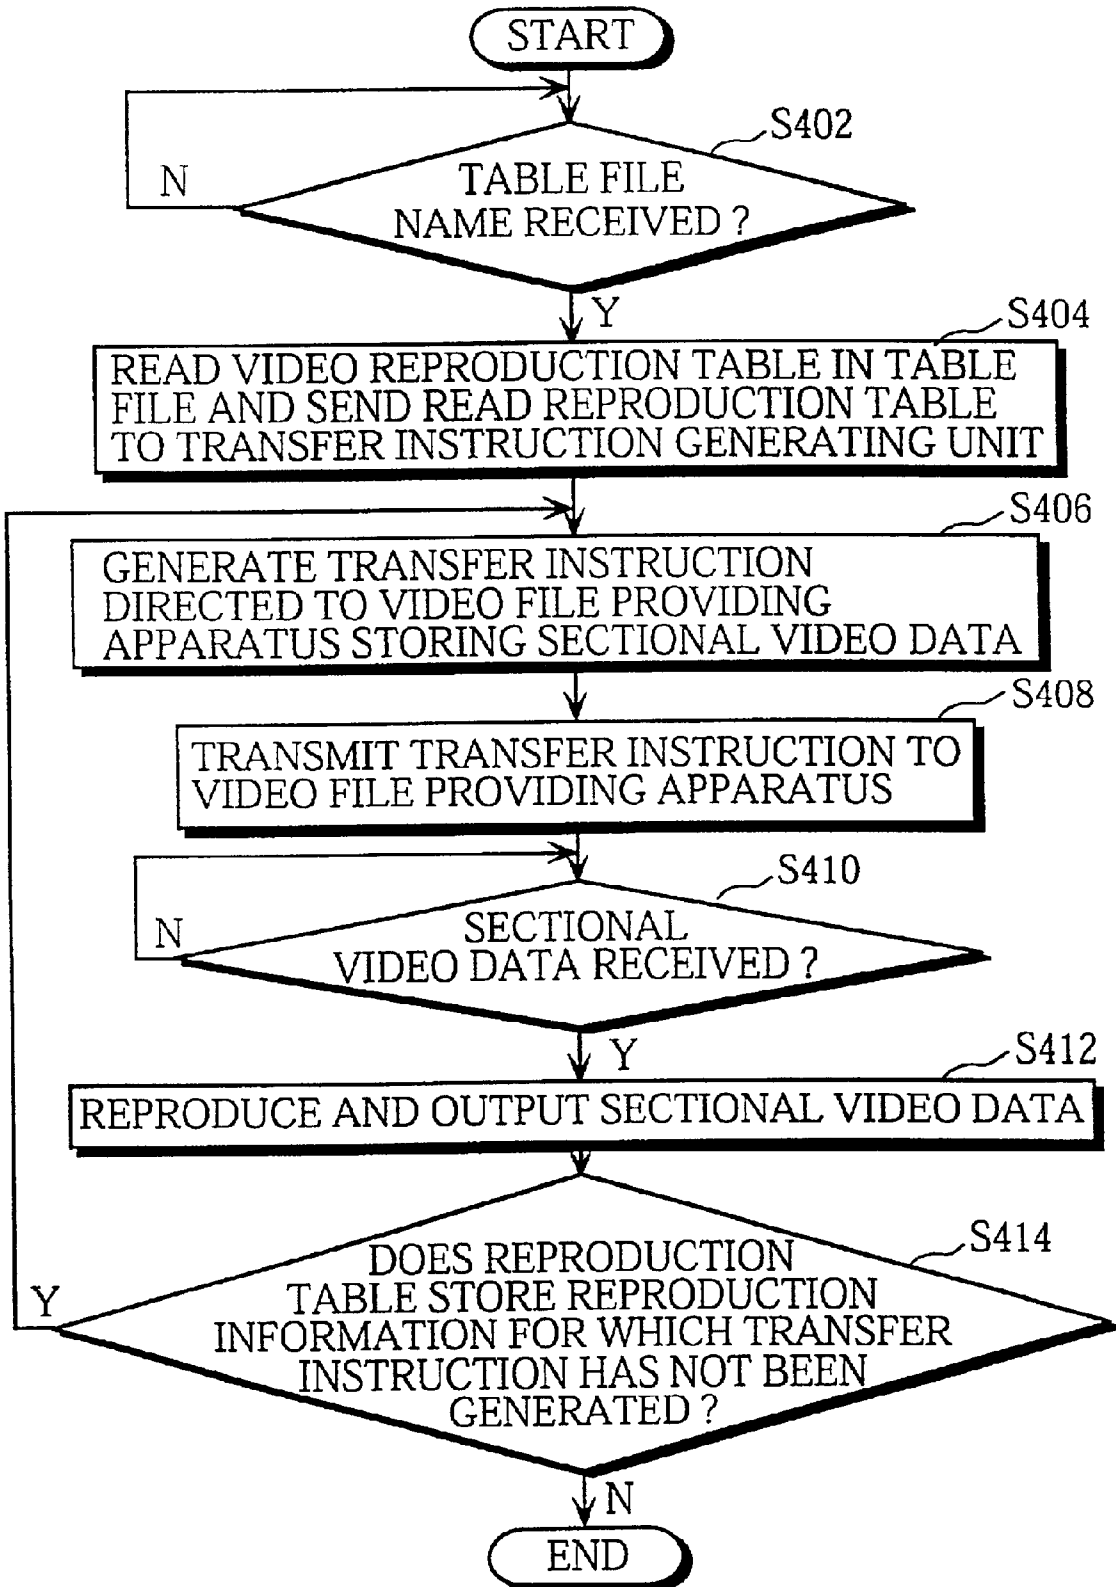 START
S402
N
TABLE FILE
NAME RECEIVED ?
Y
S404
READ VIDEO REPRODUCTION TABLE IN TABLE
FILE AND SEND READ REPRODUCTION TABLE
TO TRANSFER INSTRUCTION GENERATING UNIT
S406
GENERATE TRANSFER INSTRUCTION
DIRECTED TO VIDEO FILE PROVIDING
APPARATUS STORING SECTIONAL VIDEO DATA
S408
TRANSMIT TRANSFER INSTRUCTION TO
VIDEO FILE PROVIDING APPARATUS
S410
N
SECTIONAL
VIDEO DATA RECEIVED ?
Y
S412
REPRODUCE AND OUTPUT SECTIONAL VIDEO DATA
S414
Y
DOES REPRODUCTION
TABLE STORE REPRODUCTION
INFORMATION FOR WHICH TRANSFER
INSTRUCTION HAS NOT BEEN
GENERATED ?
N
END